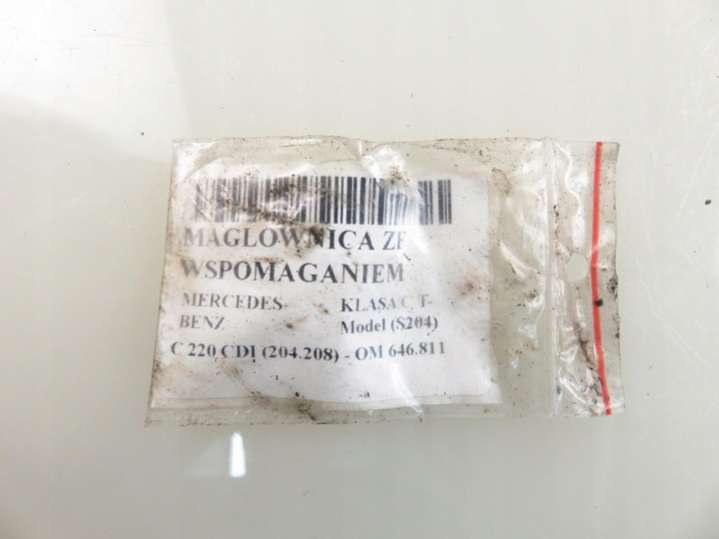 MAGLOWNICA ZE
WSPOMAGANIEM
MERCEDES-BENZ KLASA C T-Model (S204)
C 220 CDI (204.208) - OM 646.811